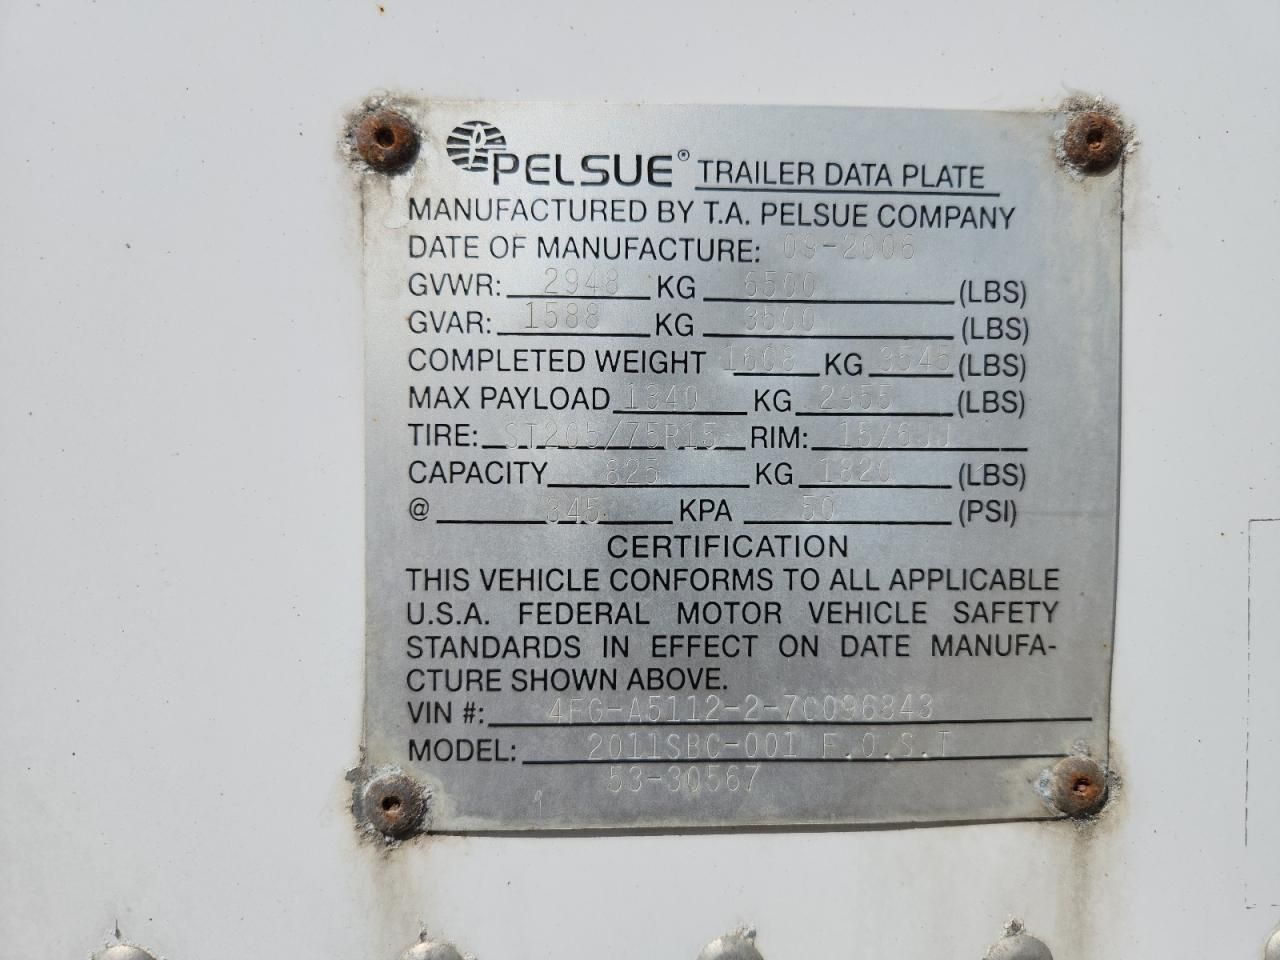 PELSUE® TRAILER DATA PLATE
MANUFACTURED BY T.A. PELSUE COMPANY
DATE OF MANUFACTURE: 09-2006
GVWR: 2948 KG 6500 (LBS)
GVAR: 1588 KG 3500 (LBS)
COMPLETED WEIGHT 1608 KG 3545 (LBS)
MAX PAYLOAD 1340 KG 2955 (LBS)
TIRE: ST205/75R15 RIM: 15/6JJ
CAPACITY 825 KG 1820 (LBS)
@ 345 KPA 50 (PSI)
CERTIFICATION
THIS VEHICLE CONFORMS TO ALL APPLICABLE
U.S.A. FEDERAL MOTOR VEHICLE SAFETY
STANDARDS IN EFFECT ON DATE MANUFA-
CTURE SHOWN ABOVE.
VIN #: 4FG-A5112-2-7C096843
MODEL: 2011SBC-001 F.O.S.T
53-30567
1